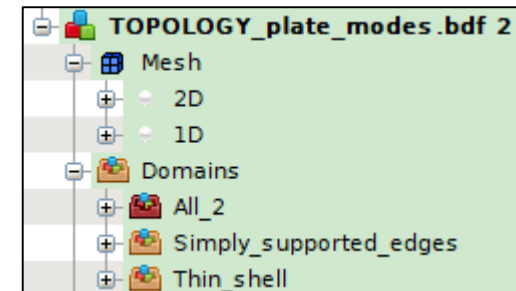 TOPOLOGY_plate_modes.bdf 2
Mesh
2D
1D
Domains
All_2
Simply_supported_edges
Thin_shell